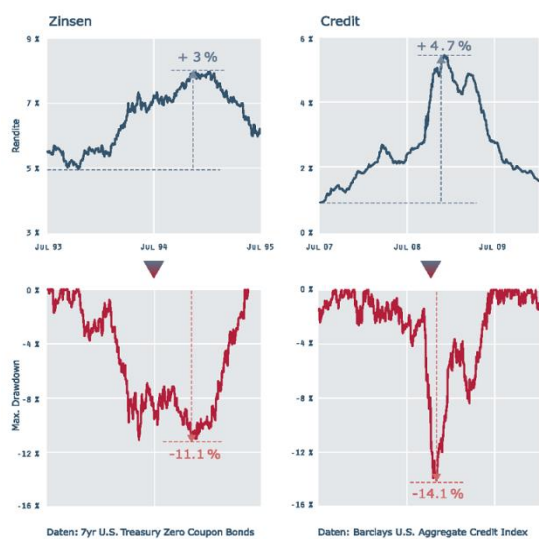 Zinsen
Credit
9 %
7 %
5 %
3 %
Rendite
+ 3 %
Jul 93
Jul 94
Jul 95
6 %
4 %
2 %
0 %
+ 4.7 %
Jul 07
Jul 08
Jul 09
0 %
-4 %
-8 %
-12 %
-16 %
Max. Drawdown
-11.1 %
0 %
-4 %
-8 %
-12 %
-16 %
-14.1 %
Daten: 7yr U.S. Treasury Zero Coupon Bonds
Daten: Barclays U.S. Aggregate Credit Index